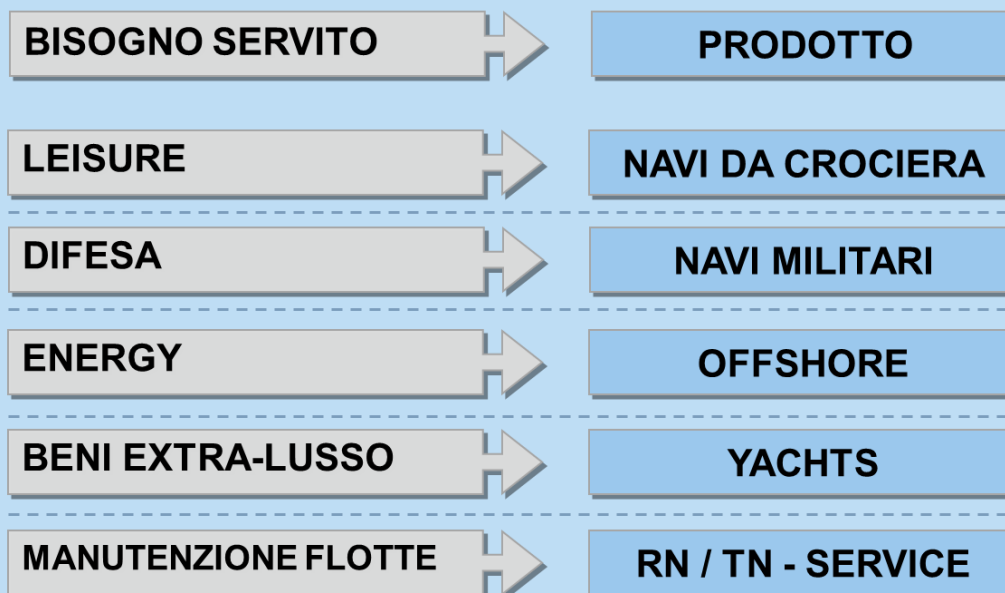 BISOGNO SERVITO
PRODOTTO
LEISURE
NAVI DA CROCIERA
DIFESA
NAVI MILITARI
ENERGY
OFFSHORE
BENI EXTRA-LUSSO
YACHTS
MANUTENZIONE FLOTTE
RN / TN - SERVICE